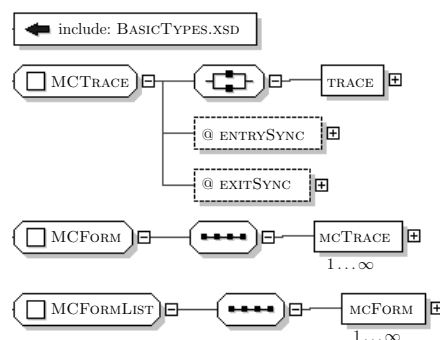 include: BasicTypes.xsd
MCTrace
trace
@ entrySync
@ exitSync
MCForm
mcTrace
1...∞
MCFormList
mcForm
1...∞